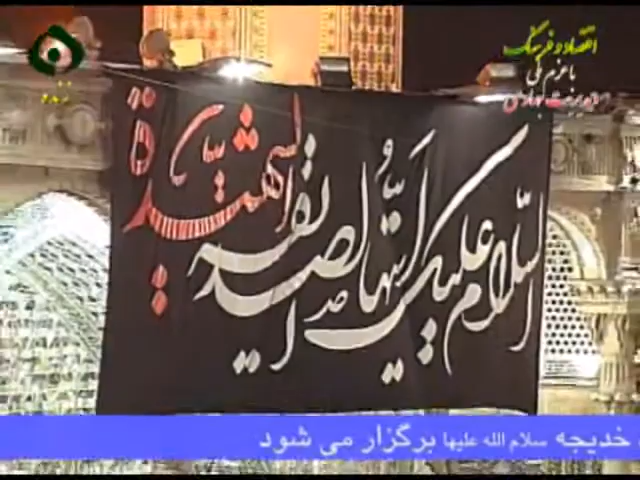 اقتصاد و فرهنگ
با عزم ملی
و مدیریت جهادی
زنده
السلام علیک ایتها الصدیقة
الشهیدة
خدیجه سلام الله علیها برگزار می شود